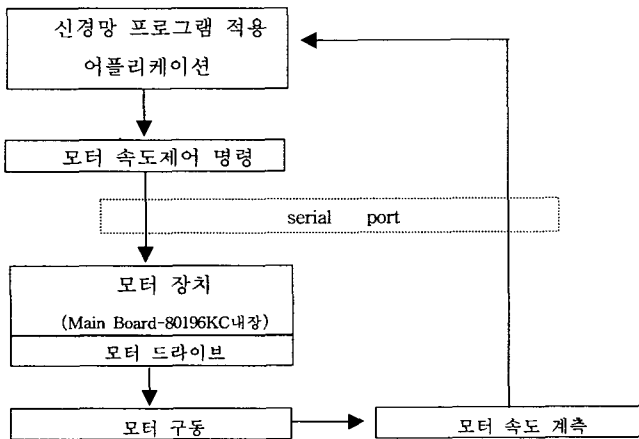 신경망 프로그램 적용
어플리케이션
모터 속도제어 명령
serial port
모터 장치
(Main Board-80196KC내장)
모터 드라이브
모터 구동
모터 속도 계측